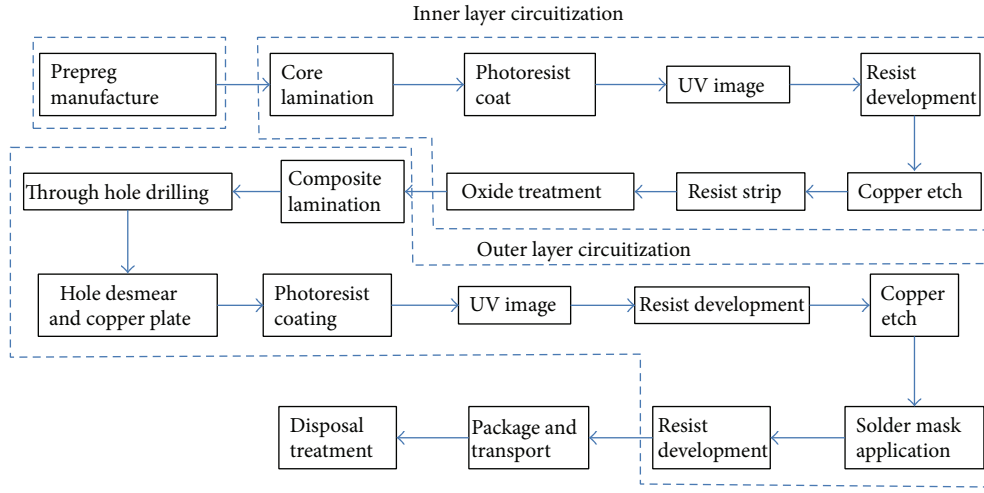 Inner layer circuitization
Prepreg
manufacture
Core
lamination
Photoresist
coat
UV image
Resist
development
Through hole drilling
Composite
lamination
Oxide treatment
Resist strip
Copper etch
Outer layer circuitization
Hole desmear
and copper plate
Photoresist
coating
UV image
Resist development
Copper
etch
Disposal
treatment
Package and
transport
Resist
development
Solder mask
application